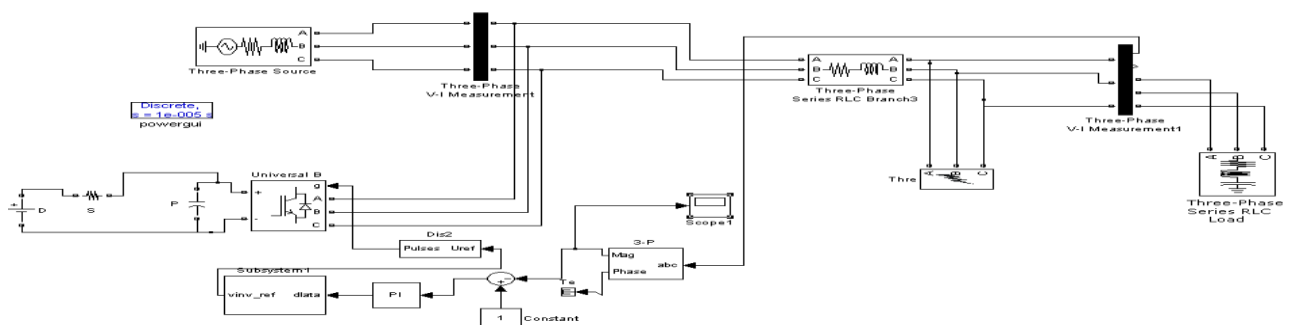 A
B
C
Three-Phase Source
Three-Phase
V-I Measurement
Discrete,
s = 1e-005 s
powergui
A
B
C
A
B
C
Three-Phase
Series RLC Branch3
Three-Phase
V-I Measurement1
A
B
C
Thre
A
B
C
Three-Phase
Series RLC
Load
D
S
P
Universal B
+
-
g
A
B
C
Scope1
Dis2
Pulses
Uref
3-P
Mag
Phase
abc
Te
Subsystem1
vinv_ref
dlata
PI
1
Constant